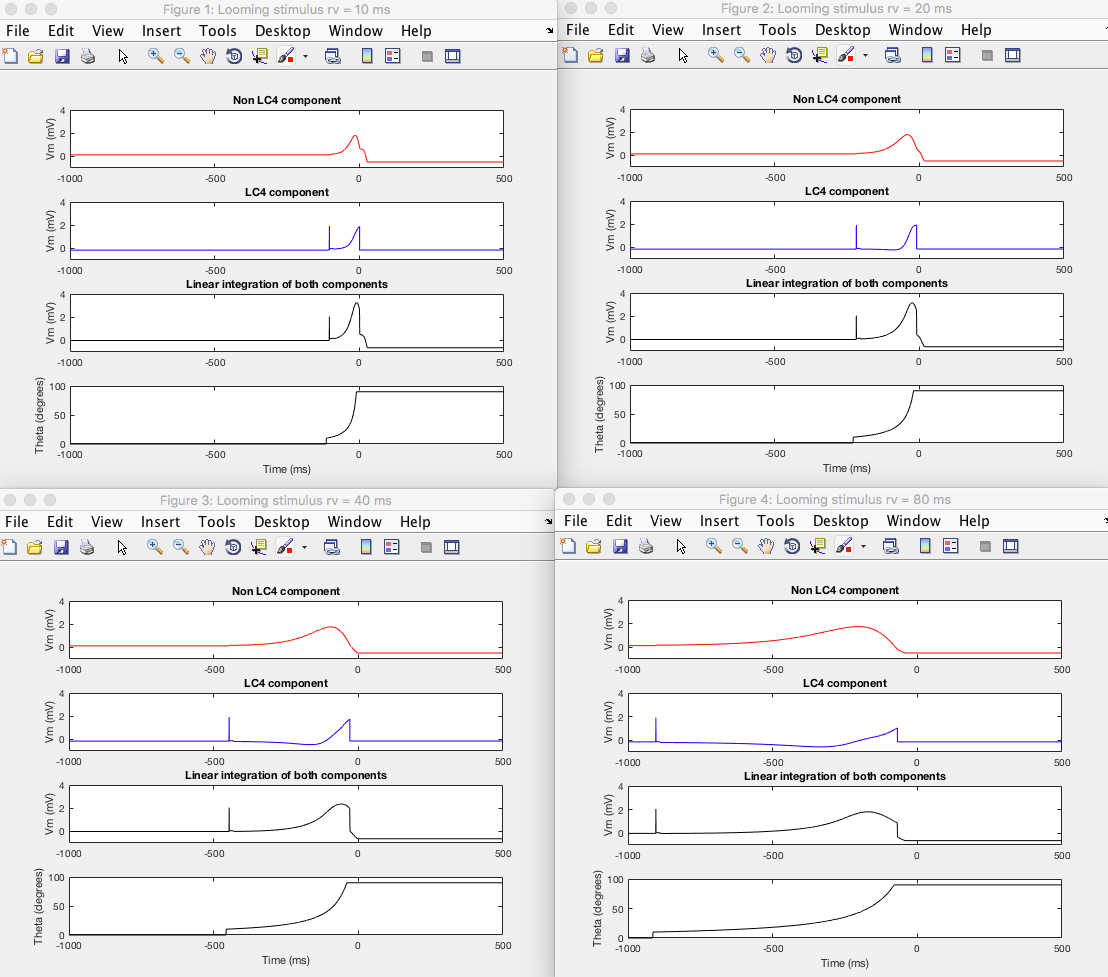 Figure 1: Looming stimulus rv = 10 ms
File Edit View Insert Tools Desktop Window Help
Non LC4 component
Vm (mV)
4
2
0
-1000 -500 0 500
LC4 component
Vm (mV)
4
2
0
-1000 -500 0 500
Linear integration of both components
Vm (mV)
4
2
0
-1000 -500 0 500
Theta (degrees)
100
50
0
-1000 -500 0 500
Time (ms)
Figure 2: Looming stimulus rv = 20 ms
File Edit View Insert Tools Desktop Window Help
Non LC4 component
Vm (mV)
4
2
0
-1000 -500 0 500
LC4 component
Vm (mV)
4
2
0
-1000 -500 0 500
Linear integration of both components
Vm (mV)
4
2
0
-1000 -500 0 500
Theta (degrees)
100
50
0
-1000 -500 0 500
Time (ms)
Figure 3: Looming stimulus rv = 40 ms
File Edit View Insert Tools Desktop Window Help
Non LC4 component
Vm (mV)
4
2
0
-1000 -500 0 500
LC4 component
Vm (mV)
4
2
0
-1000 -500 0 500
Linear integration of both components
Vm (mV)
4
2
0
-1000 -500 0 500
Theta (degrees)
100
50
0
-1000 -500 0 500
Time (ms)
Figure 4: Looming stimulus rv = 80 ms
File Edit View Insert Tools Desktop Window Help
Non LC4 component
Vm (mV)
4
2
0
-1000 -500 0 500
LC4 component
Vm (mV)
4
2
0
-1000 -500 0 500
Linear integration of both components
Vm (mV)
4
2
0
-1000 -500 0 500
Theta (degrees)
100
50
0
-1000 -500 0 500
Time (ms)